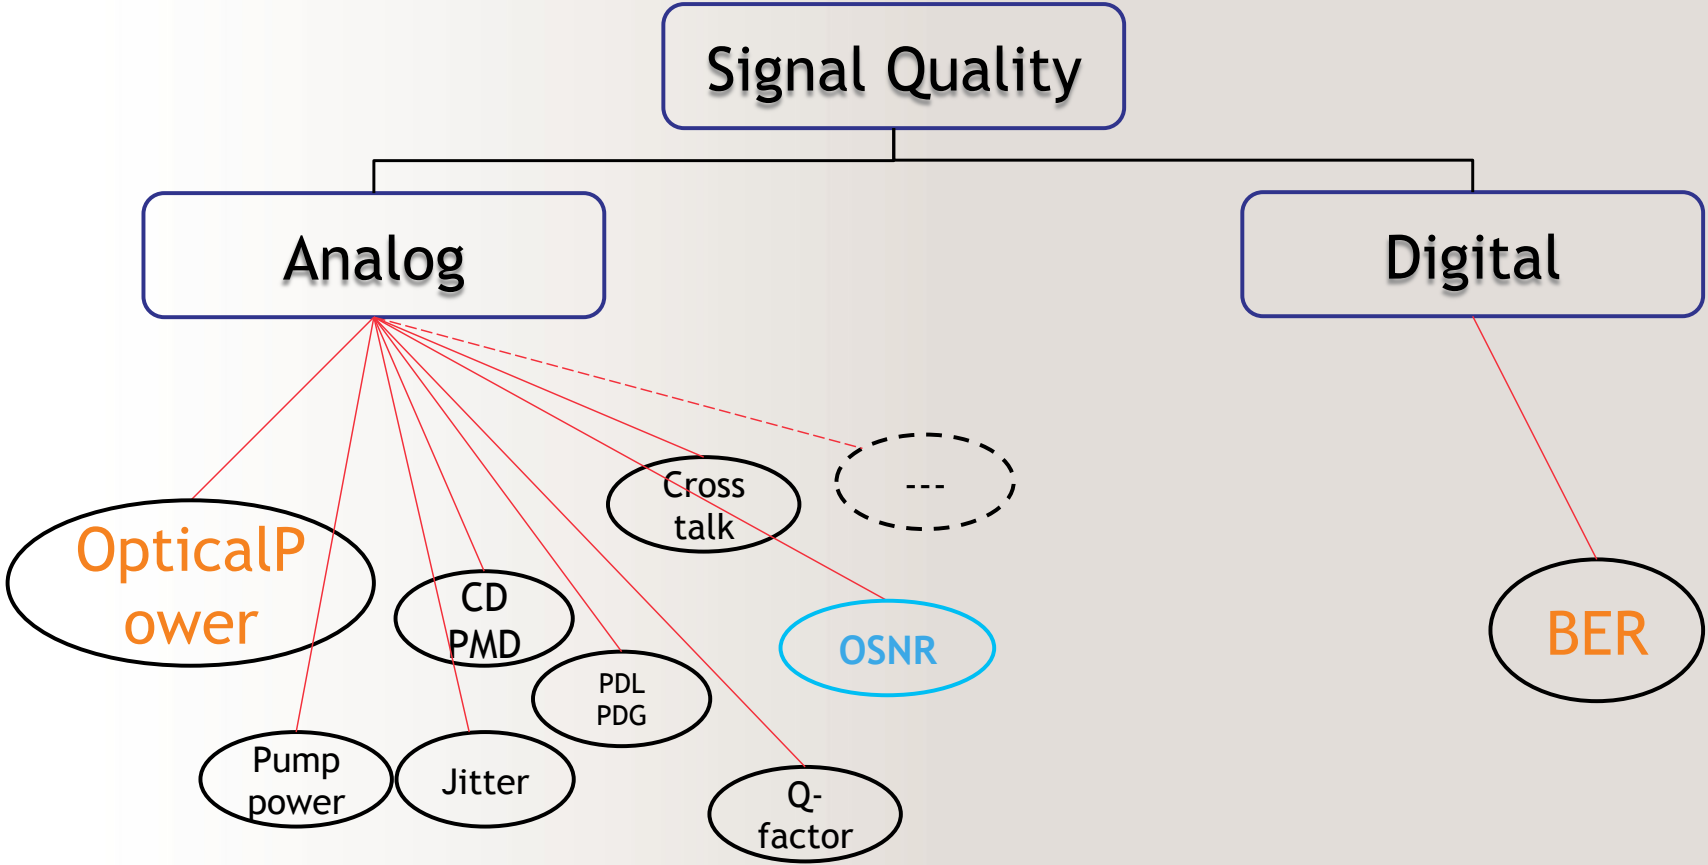 Signal Quality
Analog
Digital
Cross
talk
---
OpticalP
ower
CD
PMD
OSNR
BER
PDL
PDG
Pump
power
Jitter
Q-
factor